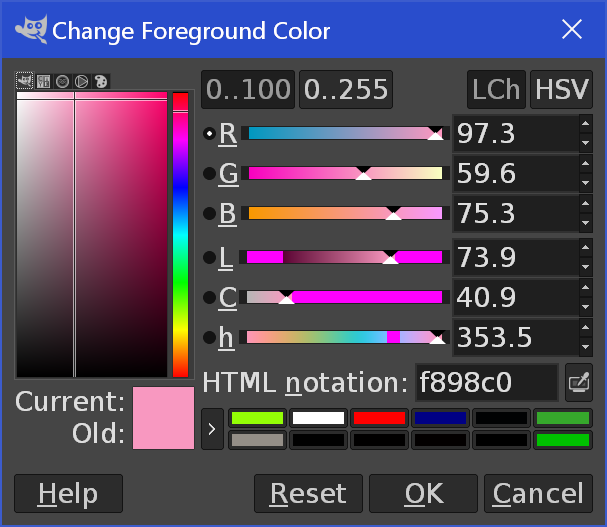 Change Foreground Color
0..100 0..255 LCh HSV
R 97.3
G 59.6
B 75.3
L 73.9
C 40.9
h 353.5
HTML notation: f898c0
Current:
Old:
Help Reset OK Cancel